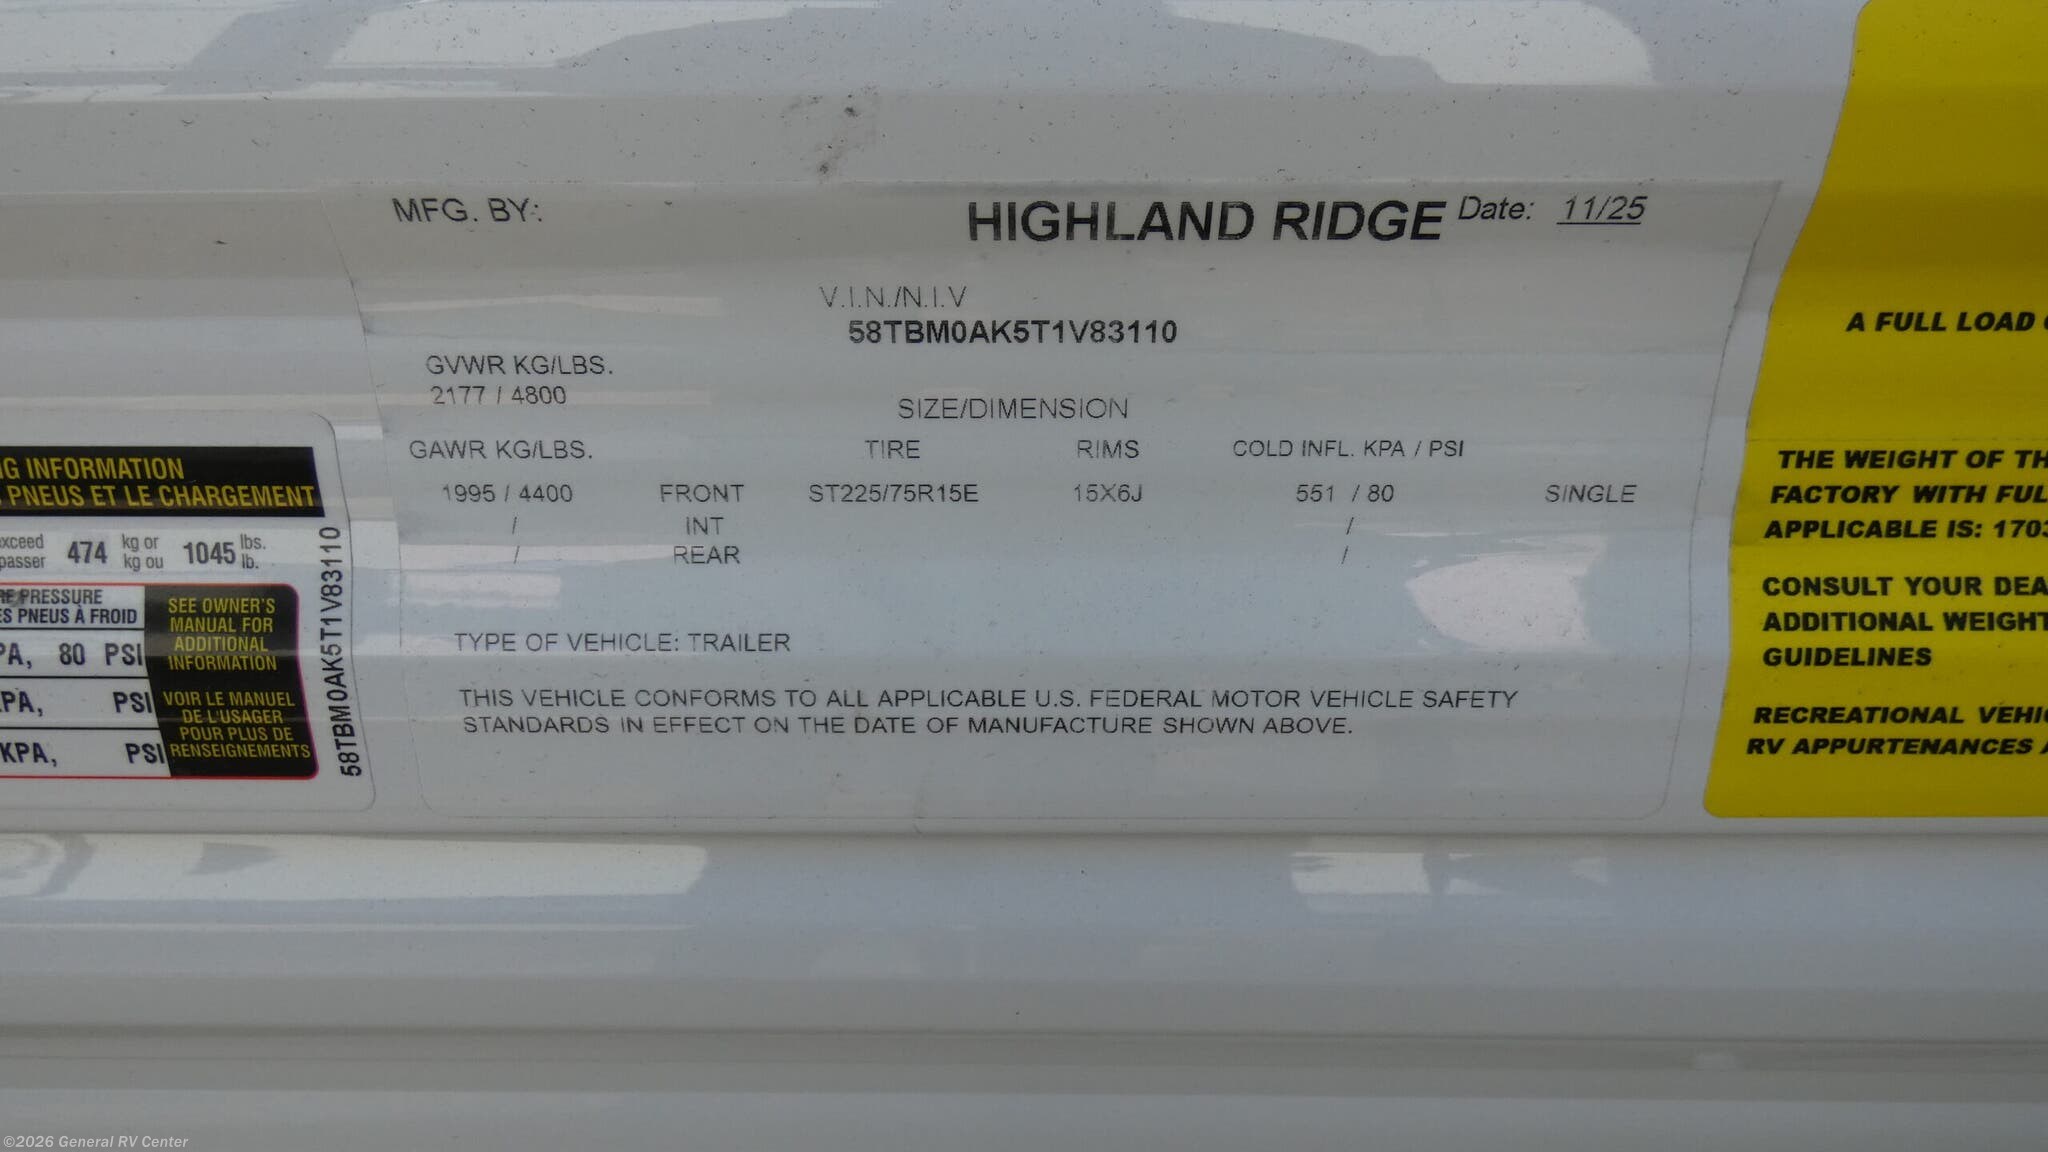 MFG. BY:
HIGHLAND RIDGE Date: 11/25
V.I.N./N.I.V
58TBM0AK5T1V83110
GVWR KG/LBS.
2177 / 4800
SIZE/DIMENSION
GAWR KG/LBS. TIRE RIMS COLD INFL. KPA / PSI
1995 / 4400 FRONT ST225/75R15E 15X6J 551 / 80 SINGLE
/ INT /
/ REAR /
TYPE OF VEHICLE: TRAILER
THIS VEHICLE CONFORMS TO ALL APPLICABLE U.S. FEDERAL MOTOR VEHICLE SAFETY
STANDARDS IN EFFECT ON THE DATE OF MANUFACTURE SHOWN ABOVE.
G INFORMATION
PNEUS ET LE CHARGEMENT
474 kg or 1045 lbs.
kg ou lb.
PRESSURE
PNEUS À FROID
80 PSI
PA, PSI
KPA, PSI
SEE OWNER'S
MANUAL FOR
ADDITIONAL
INFORMATION
VOIR LE MANUEL
DE L'USAGER
POUR PLUS DE
RENSEIGNEMENTS
58TBM0AK5T1V83110
A FULL LOAD
THE WEIGHT OF TH
FACTORY WITH FUL
APPLICABLE IS: 1703
CONSULT YOUR DEA
ADDITIONAL WEIGHT
GUIDELINES
RECREATIONAL VEHIC
RV APPURTENANCES
©2026 General RV Center